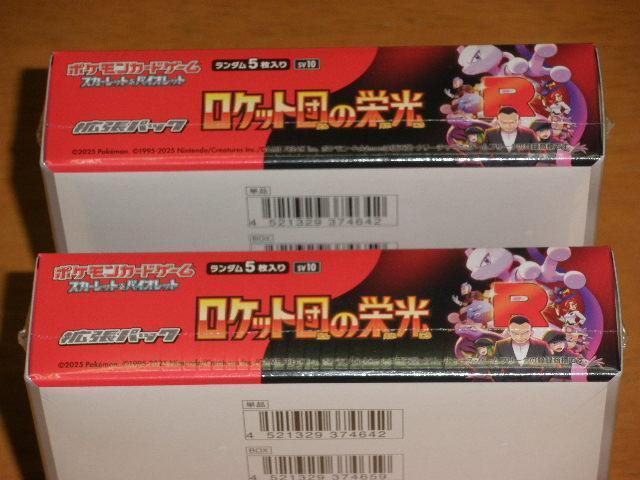 ポケモンカードゲーム
スカーレット&バイオレット
ランダム5枚入り
SV10
拡張パック
ロケット団の栄光
R
©2025 Pokémon. ©1995-2025 Nintendo/Creatures Inc./
単品
4 521329 374642
BOX
ポケモンカードゲーム
スカーレット&バイオレット
ランダム5枚入り
SV10
拡張パック
ロケット団の栄光
R
©2025 Pokémon. ©1995-2025 Nintendo/Creatures Inc./
単品
4 521329 374642
BOX
4 521329 374659